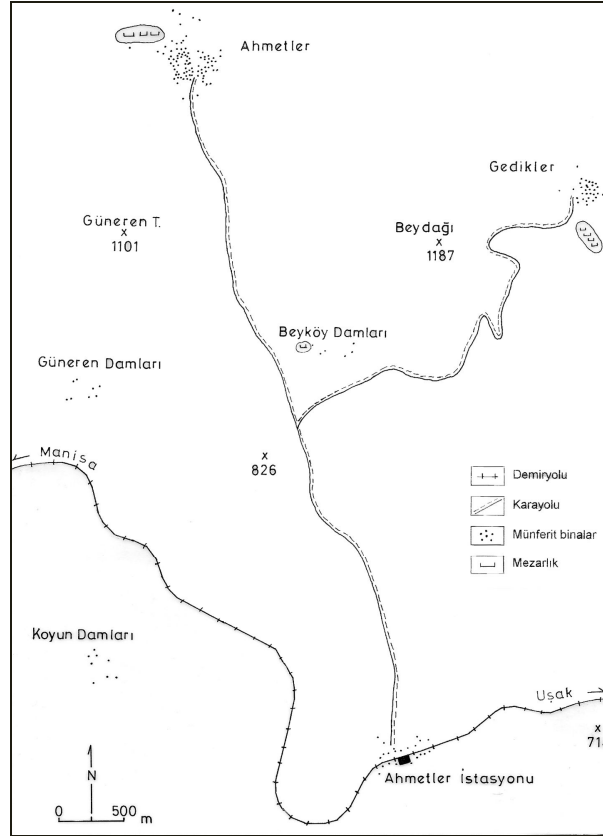 Ahmetler
Gedikler
Güneren T.
x
1101
Beydağı
x
1187
Beyköy Damları
Güneren Damları
Manisa
x
826
Demiryolu
Karayolu
Münferit binalar
Mezarlık
Koyun Damları
Uşak
x
N
Ahmetler İstasyonu
0 500 m